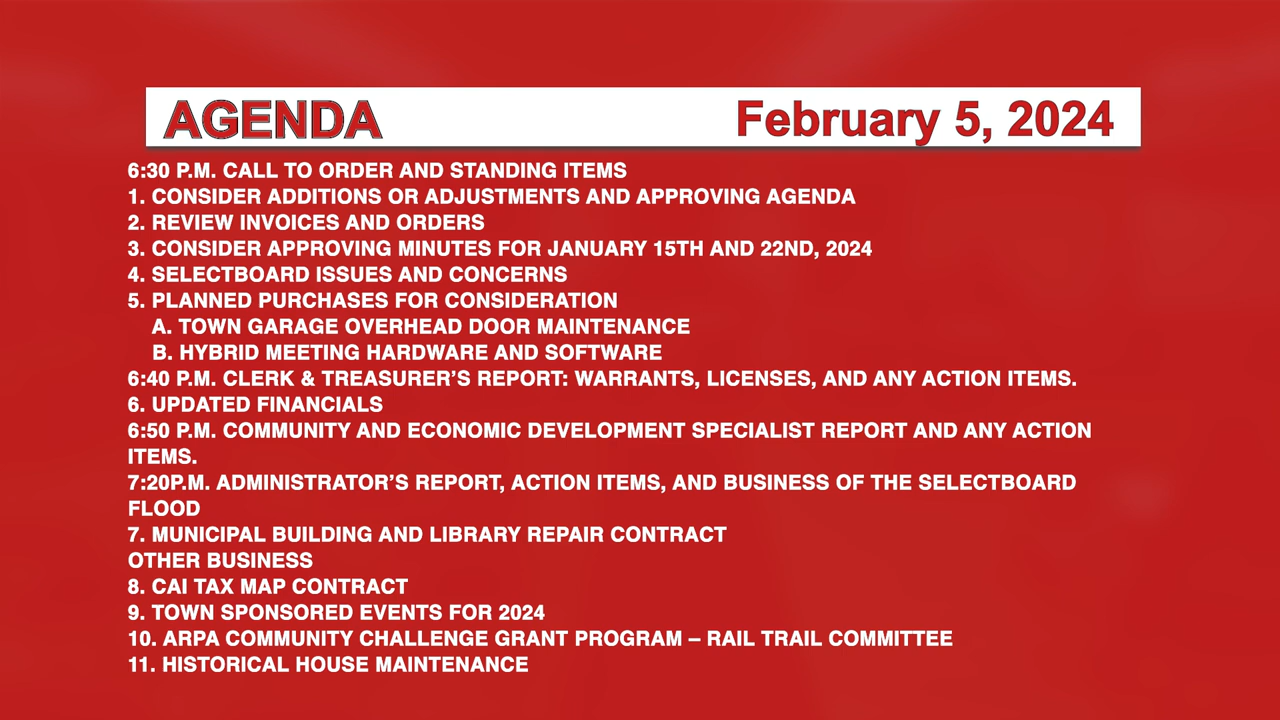 AGENDA February 5, 2024
6:30 P.M. CALL TO ORDER AND STANDING ITEMS
1. CONSIDER ADDITIONS OR ADJUSTMENTS AND APPROVING AGENDA
2. REVIEW INVOICES AND ORDERS
3. CONSIDER APPROVING MINUTES FOR JANUARY 15TH AND 22ND, 2024
4. SELECTBOARD ISSUES AND CONCERNS
5. PLANNED PURCHASES FOR CONSIDERATION
A. TOWN GARAGE OVERHEAD DOOR MAINTENANCE
B. HYBRID MEETING HARDWARE AND SOFTWARE
6:40 P.M. CLERK & TREASURER’S REPORT: WARRANTS, LICENSES, AND ANY ACTION ITEMS.
6. UPDATED FINANCIALS
6:50 P.M. COMMUNITY AND ECONOMIC DEVELOPMENT SPECIALIST REPORT AND ANY ACTION
ITEMS.
7:20P.M. ADMINISTRATOR’S REPORT, ACTION ITEMS, AND BUSINESS OF THE SELECTBOARD
FLOOD
7. MUNICIPAL BUILDING AND LIBRARY REPAIR CONTRACT
OTHER BUSINESS
8. CAI TAX MAP CONTRACT
9. TOWN SPONSORED EVENTS FOR 2024
10. ARPA COMMUNITY CHALLENGE GRANT PROGRAM – RAIL TRAIL COMMITTEE
11. HISTORICAL HOUSE MAINTENANCE